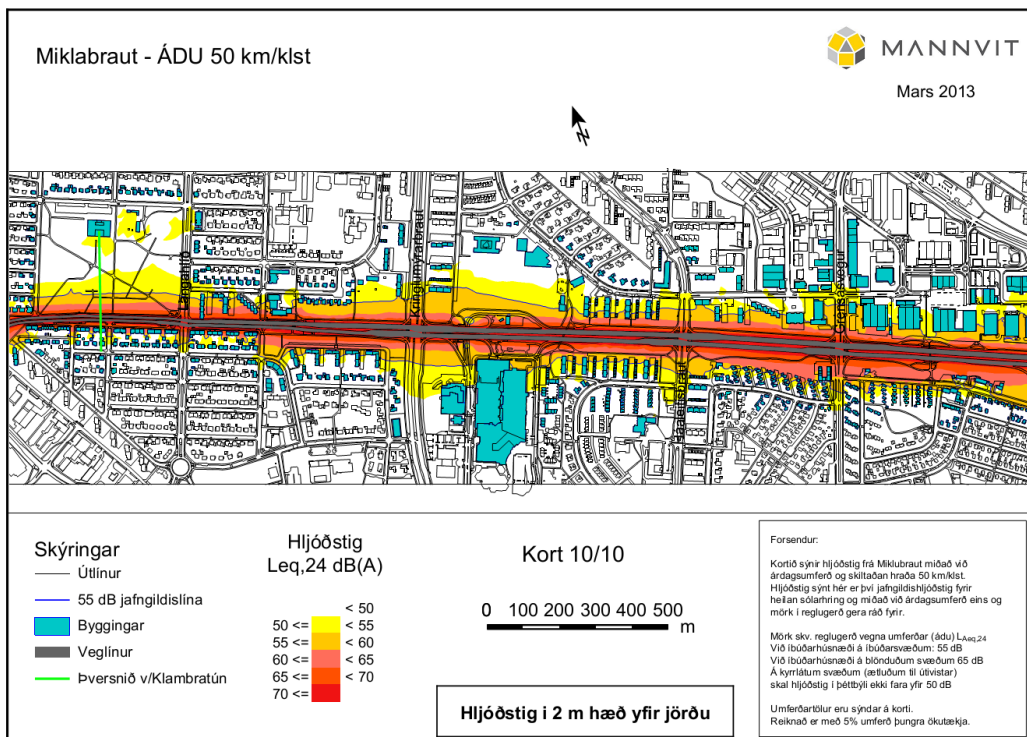 Miklabraut - ÁDU 50 km/klst
MANNVIT
Mars 2013
N
Langahlíð
Kringlumýrarbraut
Háaleitisbraut
Grensásvegur
Skýringar
Útlínur
55 dB jafngildislína
Byggingar
Veglínur
Þversnið v/Klambratún
Hljóðstig
Leq,24 dB(A)
< 50
50 <= < 55
55 <= < 60
60 <= < 65
65 <= < 70
70 <=
Kort 10/10
0 100 200 300 400 500
m
Hljóðstig i 2 m hæð yfir jörðu
Forsendur:
Kortið sýnir hljóðstig frá Miklubraut miðað við
árdagsumferð og skiltaðan hraða 50 km/klst.
Hljóðstig sýnt hér er því jafngildishljóðstig fyrir
heilan sólarhring og miðað við árdagsumferð eins og
mörk í reglugerð gera ráð fyrir.
Mörk skv. reglugerð vegna umferðar (ádu) LAeq,24
Við íbúðarhúsnæði á íbúðarsvæðum: 55 dB
Við íbúðarhúsnæði á blönduðum svæðum 65 dB
Á kyrrlátum svæðum (ætluðum til útivistar)
skal hljóðstig í þéttbýli ekki fara yfir 50 dB
Umferðartölur eru sýndar á korti.
Reiknað er með 5% umferð þungra ökutækja.